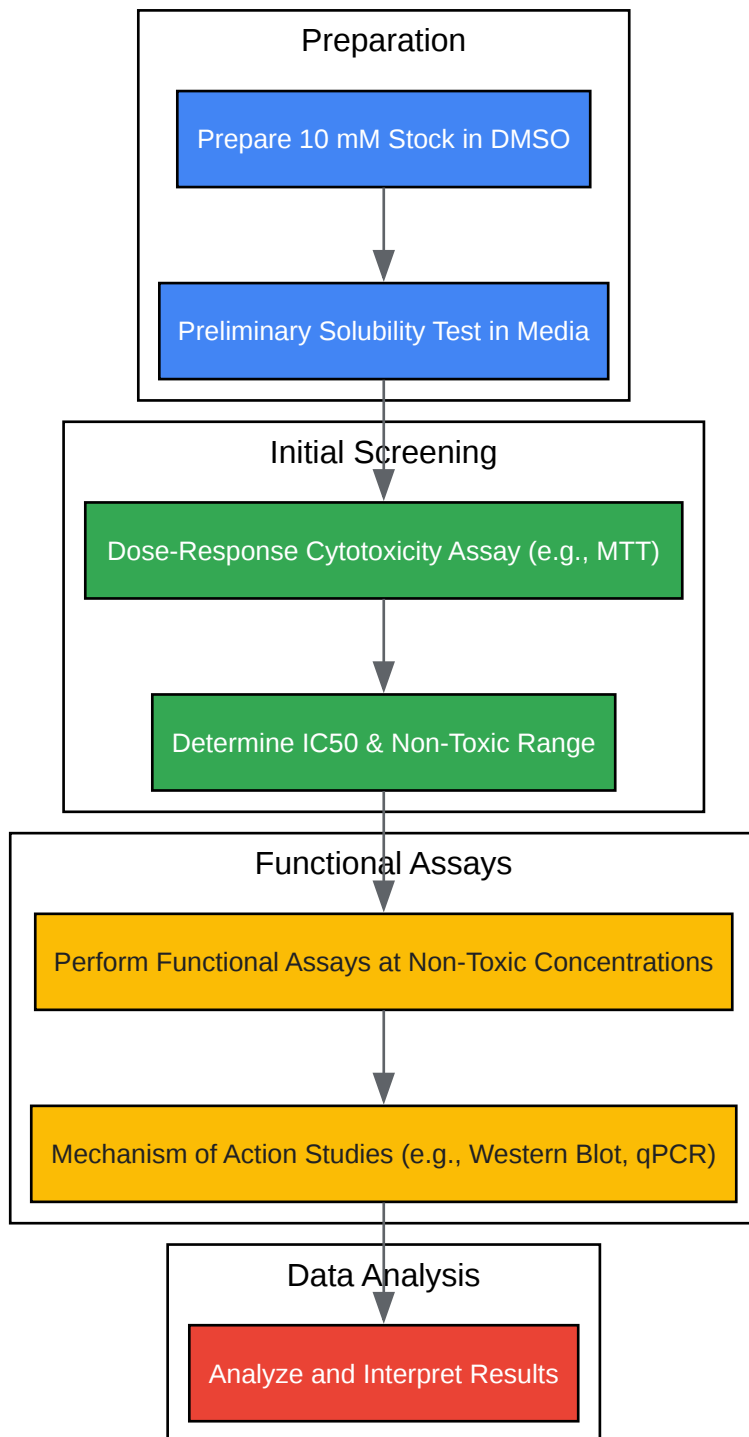 Preparation
Prepare 10 mM Stock in DMSO
Preliminary Solubility Test in Media
Initial Screening
Dose-Response Cytotoxicity Assay (e.g., MTT)
Determine IC50 & Non-Toxic Range
Functional Assays
Perform Functional Assays at Non-Toxic Concentrations
Mechanism of Action Studies (e.g., Western Blot, qPCR)
Data Analysis
Analyze and Interpret Results